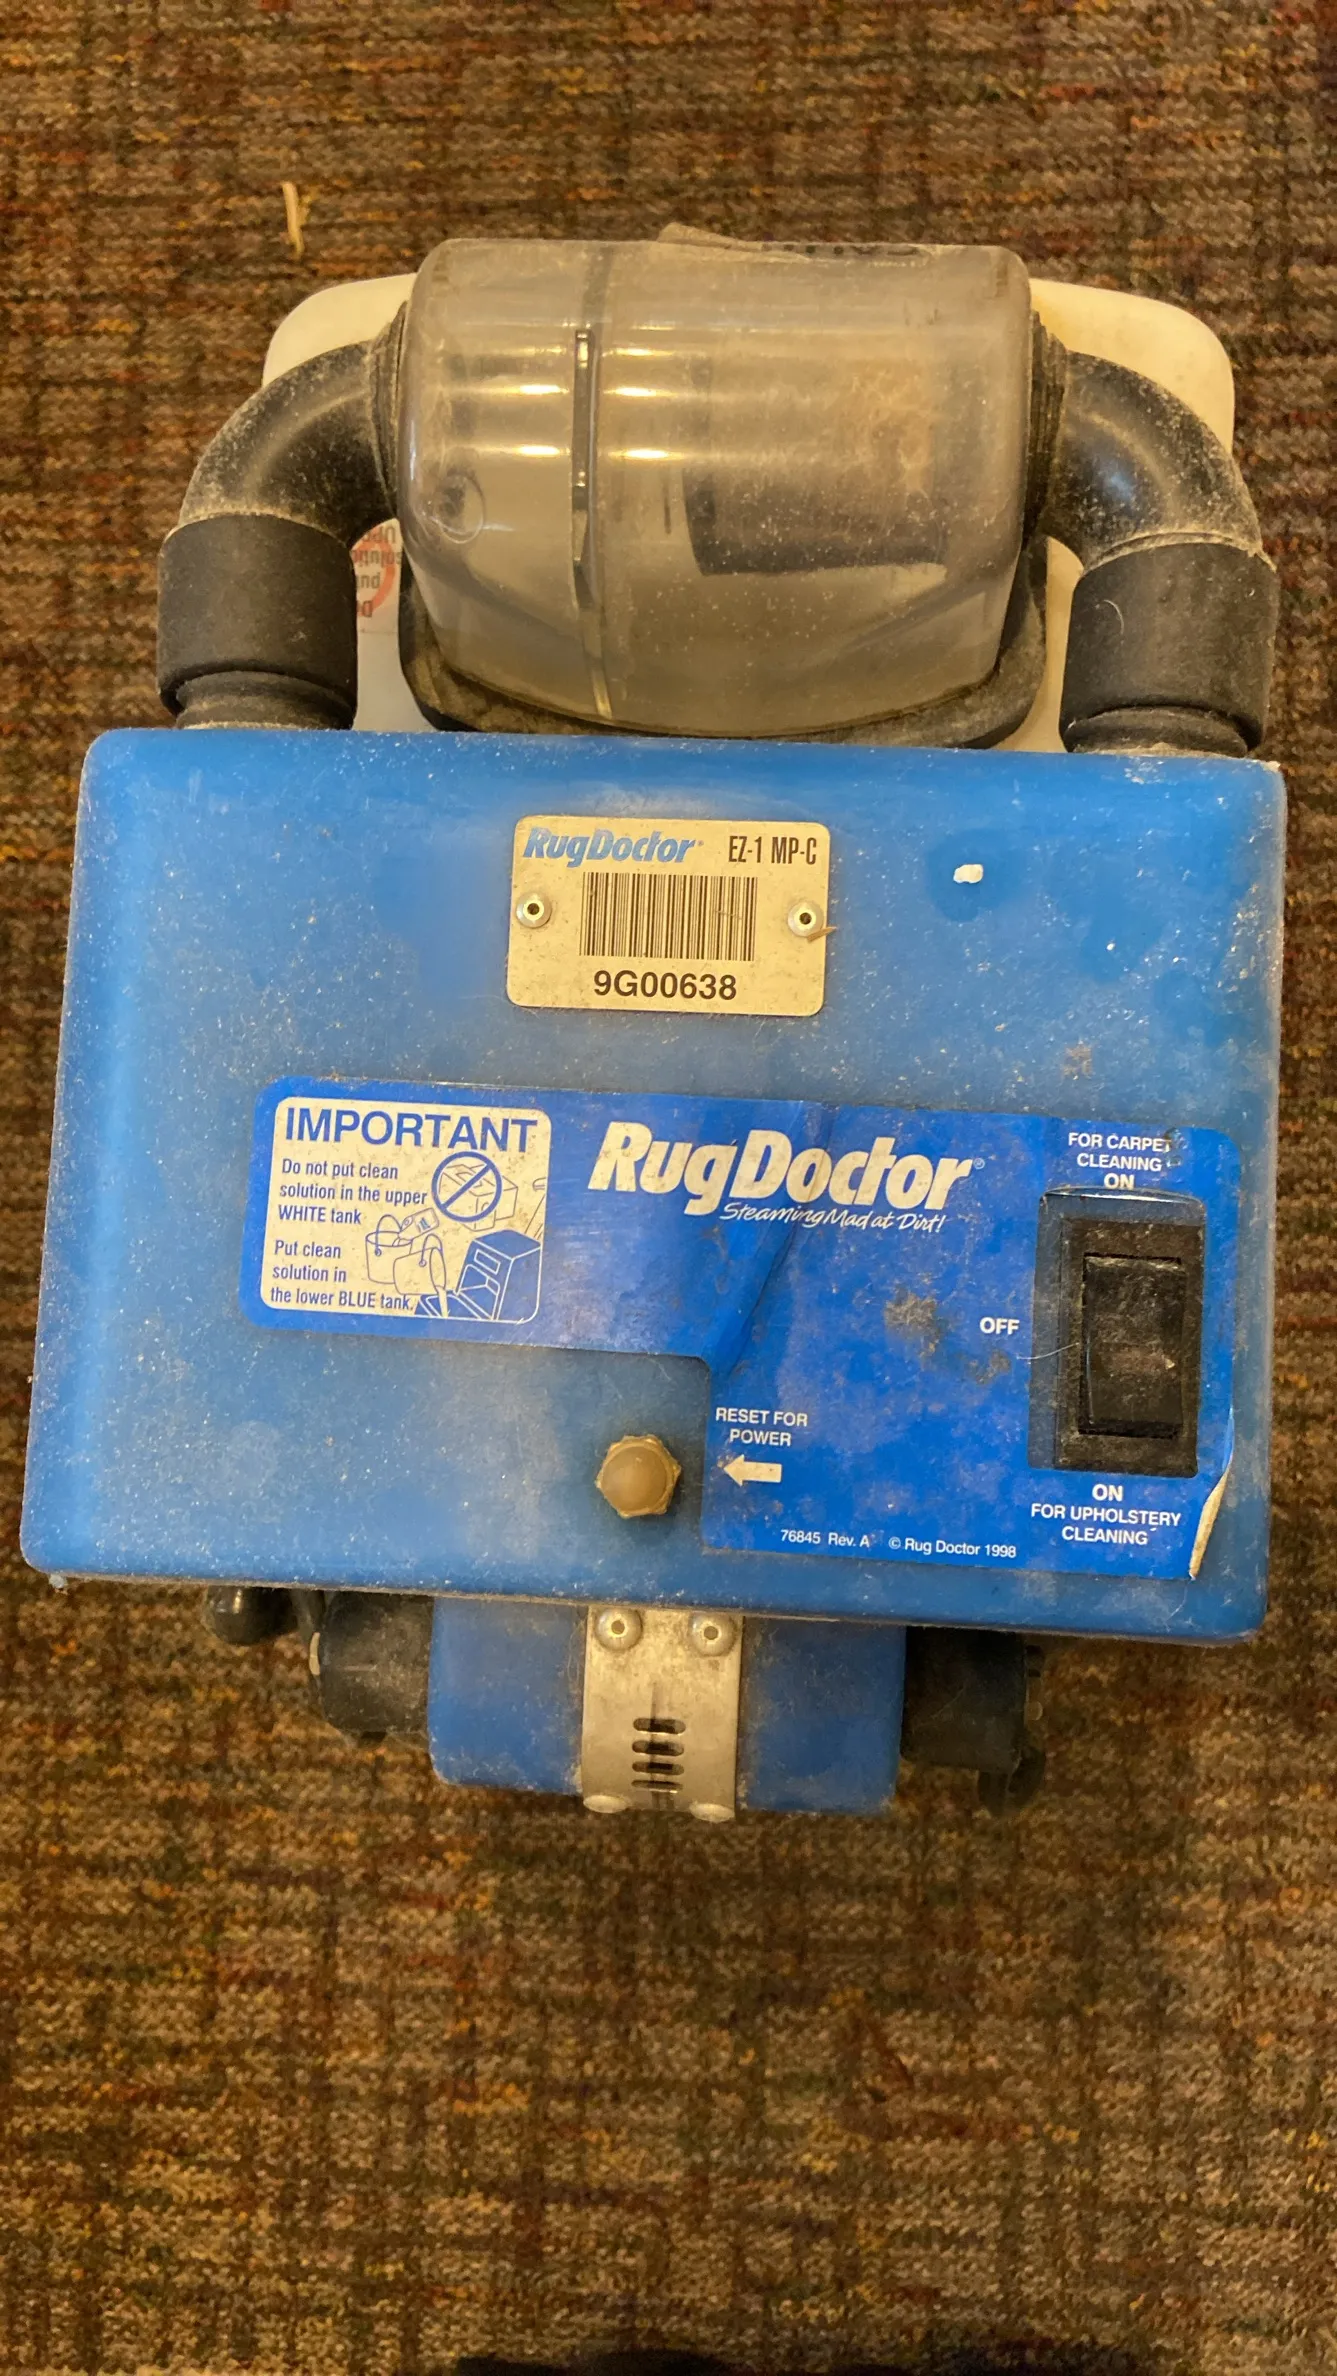 RugDoctor® EZ-1 MP-C
9G00638
IMPORTANT
Do not put clean
solution in the upper
WHITE tank
Put clean
solution in
the lower BLUE tank.
RugDoctor®
Steaming Mad at Dirt!
FOR CARPET
CLEANING
ON
OFF
RESET FOR
POWER
ON
FOR UPHOLSTERY
CLEANING
76845 Rev. A © Rug Doctor 1998